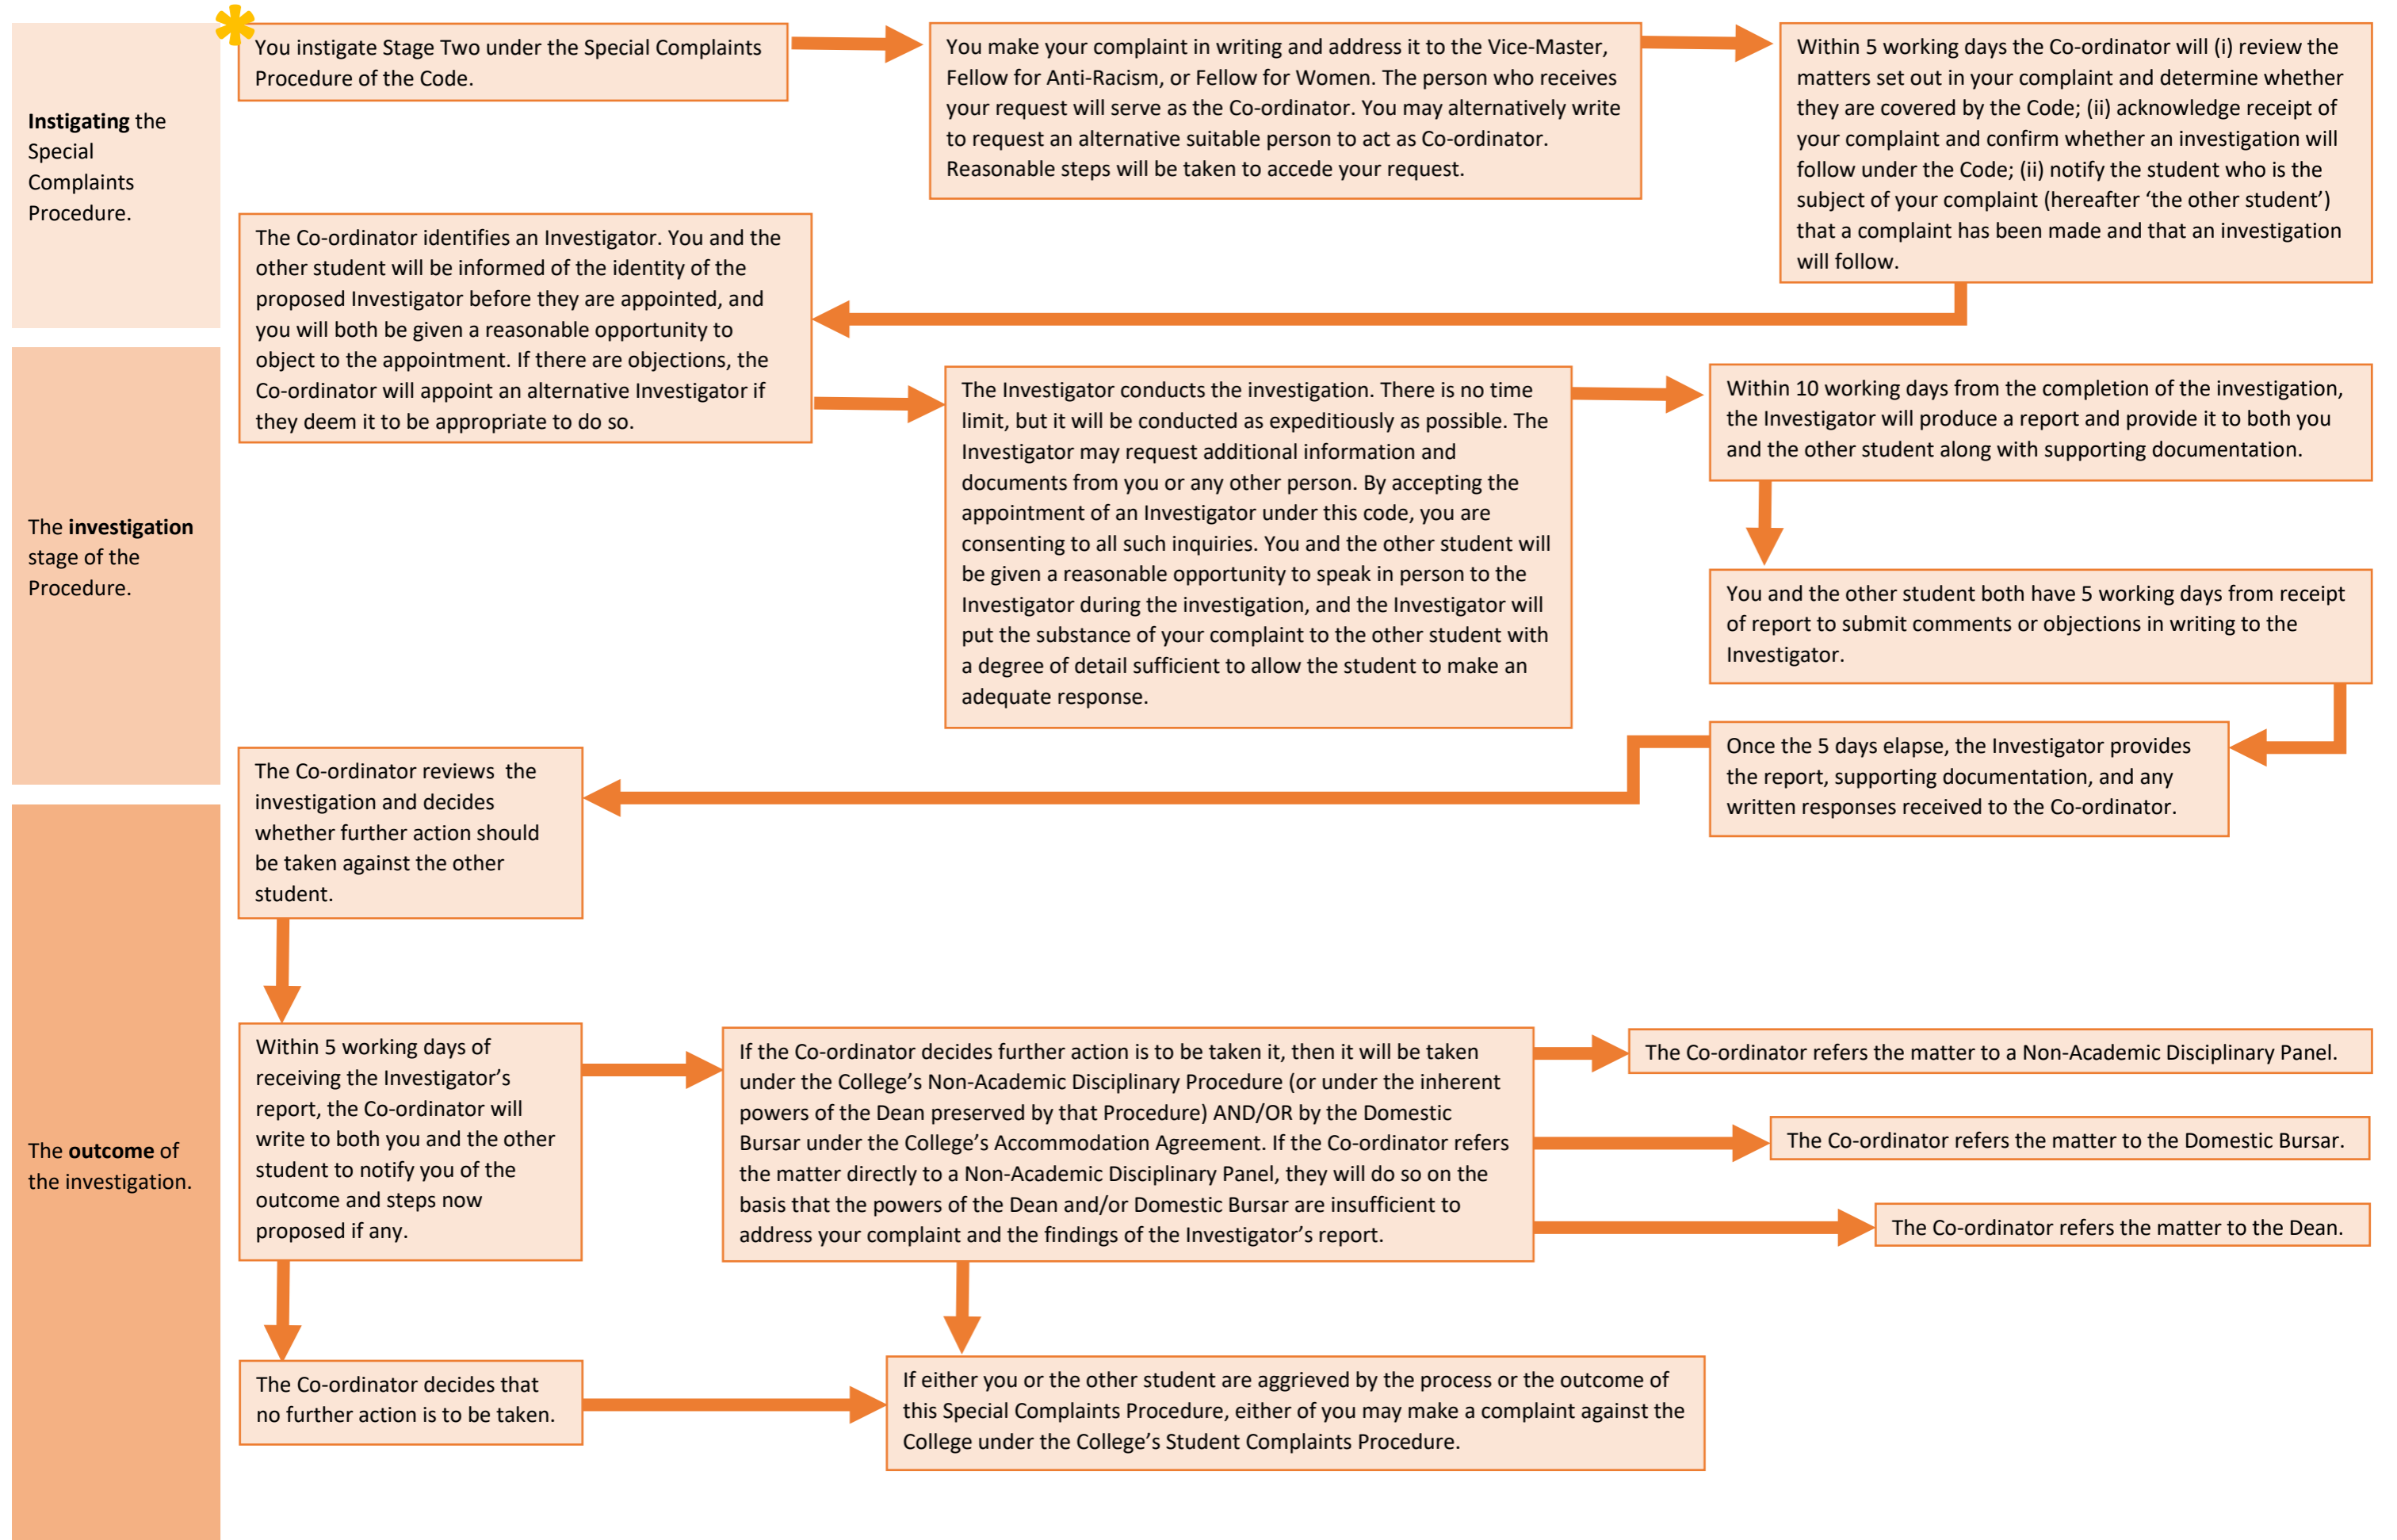 Instigating the
Special
Complaints
Procedure.
You instigate Stage Two under the Special Complaints
Procedure of the Code.
You make your complaint in writing and address it to the Vice-Master,
Fellow for Anti-Racism, or Fellow for Women. The person who receives
your request will serve as the Co-ordinator. You may alternatively write
to request an alternative suitable person to act as Co-ordinator.
Reasonable steps will be taken to accede your request.
Within 5 working days the Co-ordinator will (i) review the
matters set out in your complaint and determine whether
they are covered by the Code; (ii) acknowledge receipt of
your complaint and confirm whether an investigation will
follow under the Code; (ii) notify the student who is the
subject of your complaint (hereafter ‘the other student’)
that a complaint has been made and that an investigation
will follow.
The Co-ordinator identifies an Investigator. You and the
other student will be informed of the identity of the
proposed Investigator before they are appointed, and
you will both be given a reasonable opportunity to
object to the appointment. If there are objections, the
Co-ordinator will appoint an alternative Investigator if
they deem it to be appropriate to do so.
The investigation
stage of the
Procedure.
The Investigator conducts the investigation. There is no time
limit, but it will be conducted as expeditiously as possible. The
Investigator may request additional information and
documents from you or any other person. By accepting the
appointment of an Investigator under this code, you are
consenting to all such inquiries. You and the other student will
be given a reasonable opportunity to speak in person to the
Investigator during the investigation, and the Investigator will
put the substance of your complaint to the other student with
a degree of detail sufficient to allow the student to make an
adequate response.
Within 10 working days from the completion of the investigation,
the Investigator will produce a report and provide it to both you
and the other student along with supporting documentation.
You and the other student both have 5 working days from receipt
of report to submit comments or objections in writing to the
Investigator.
Once the 5 days elapse, the Investigator provides
the report, supporting documentation, and any
written responses received to the Co-ordinator.
The Co-ordinator reviews the
investigation and decides
whether further action should
be taken against the other
student.
The outcome of
the investigation.
Within 5 working days of
receiving the Investigator’s
report, the Co-ordinator will
write to both you and the other
student to notify you of the
outcome and steps now
proposed if any.
If the Co-ordinator decides further action is to be taken it, then it will be taken
under the College’s Non-Academic Disciplinary Procedure (or under the inherent
powers of the Dean preserved by that Procedure) AND/OR by the Domestic
Bursar under the College’s Accommodation Agreement. If the Co-ordinator refers
the matter directly to a Non-Academic Disciplinary Panel, they will do so on the
basis that the powers of the Dean and/or Domestic Bursar are insufficient to
address your complaint and the findings of the Investigator’s report.
The Co-ordinator refers the matter to a Non-Academic Disciplinary Panel.
The Co-ordinator refers the matter to the Domestic Bursar.
The Co-ordinator refers the matter to the Dean.
The Co-ordinator decides that
no further action is to be taken.
If either you or the other student are aggrieved by the process or the outcome of
this Special Complaints Procedure, either of you may make a complaint against the
College under the College’s Student Complaints Procedure.